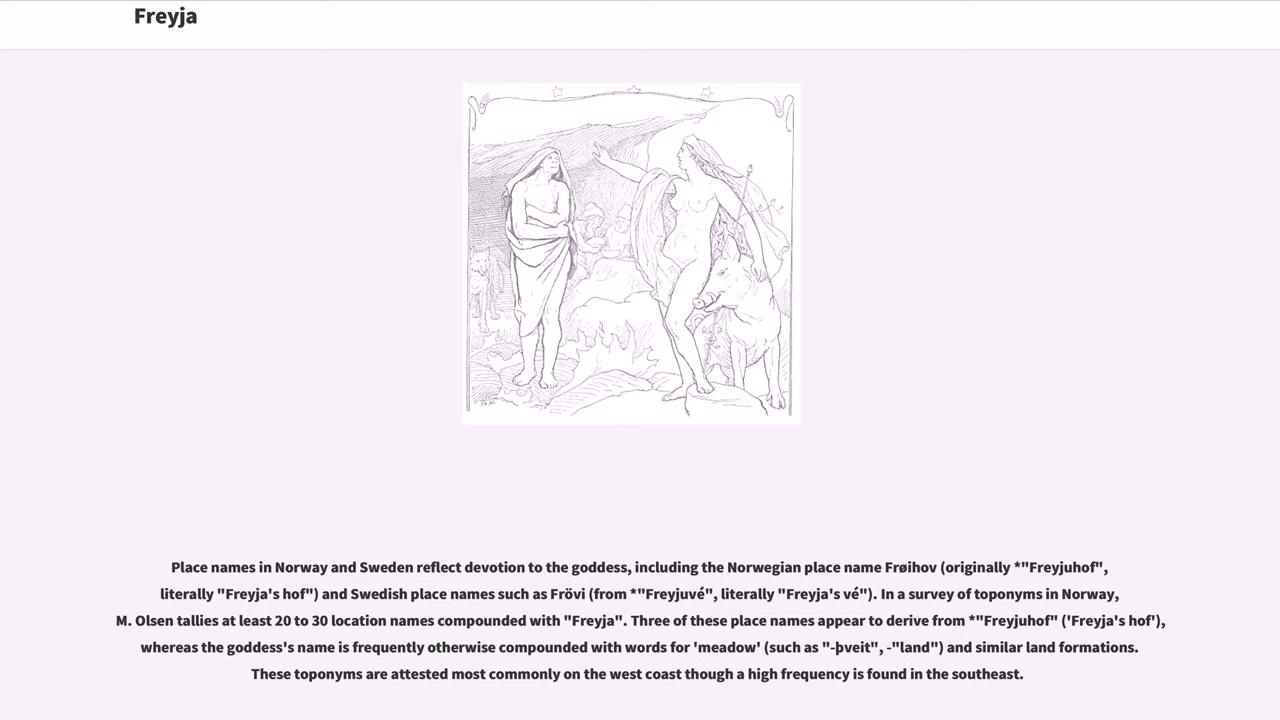 Freyja
Place names in Norway and Sweden reflect devotion to the goddess, including the Norwegian place name Frøihov (originally *"Freyjuhof",
literally "Freyja's hof") and Swedish place names such as Frövi (from *"Freyjuvé", literally "Freyja's vé"). In a survey of toponyms in Norway,
M. Olsen tallies at least 20 to 30 location names compounded with "Freyja". Three of these place names appear to derive from *"Freyjuhof" ('Freyja's hof'),
whereas the goddess's name is frequently otherwise compounded with words for 'meadow' (such as "-þveit", -"land") and similar land formations.
These toponyms are attested most commonly on the west coast though a high frequency is found in the southeast.